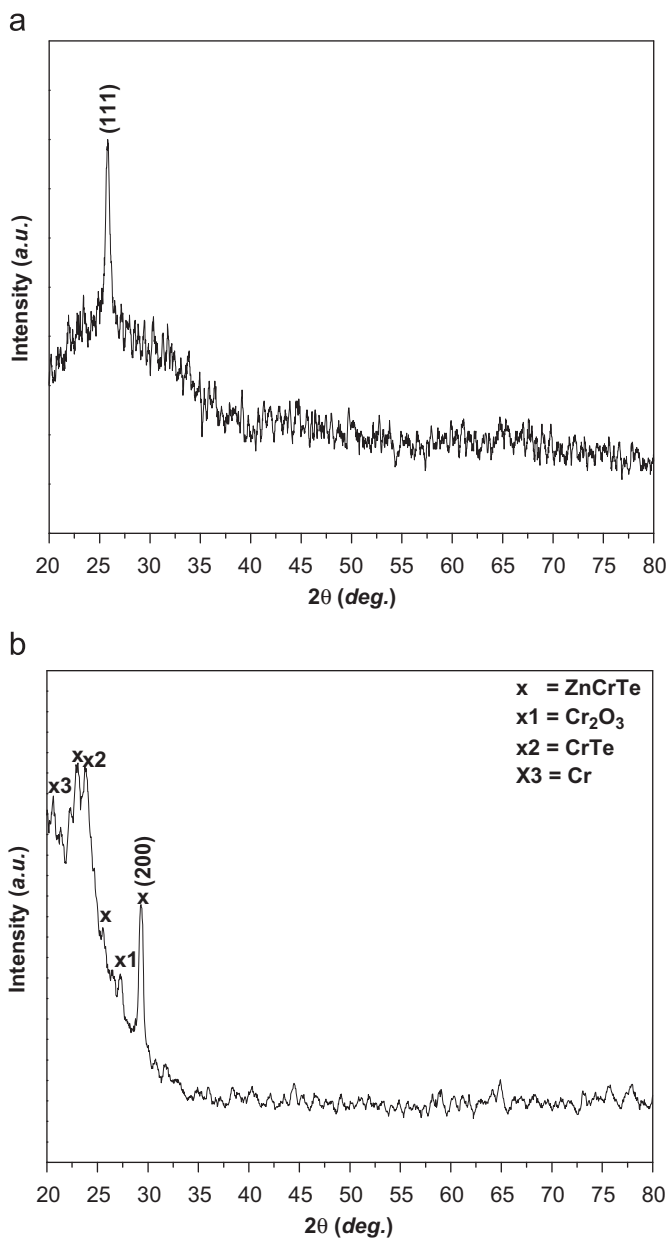 a
(111)
Intensity (a.u.)
20 25 30 35 40 45 50 55 60 65 70 75 80
2θ (deg.)
b
x = ZnCrTe
x1 = Cr₂O₃
x2 = CrTe
X3 = Cr
x3
x
x2
x
x1
x (200)
Intensity (a.u.)
20 25 30 35 40 45 50 55 60 65 70 75 80
2θ (deg.)